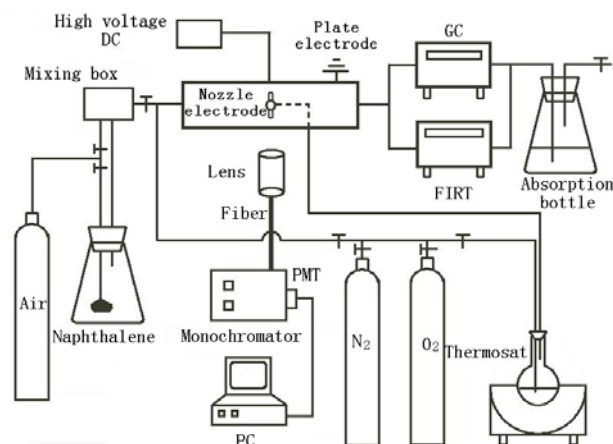 High voltage
DC
Plate
electrode
GC
Mixing box
Nozzle
electrode
Lens
FIRT
Absorption
bottle
Fiber
PMT
Air
Naphthalene
Monochromator
N2
O2
Thermosat
PC